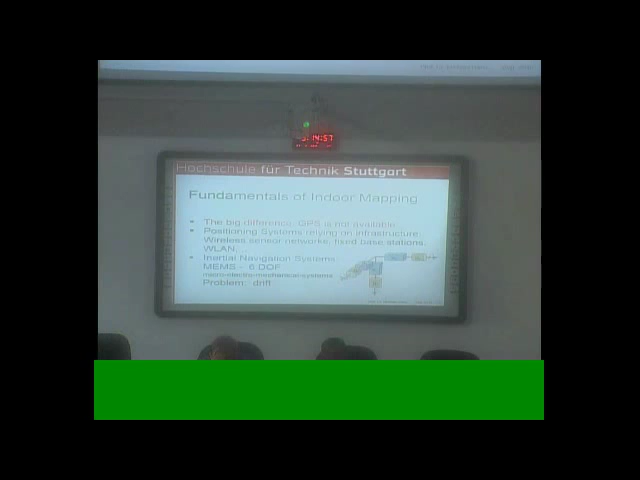 :14:57
Hochschule für Technik Stuttgart
Fundamentals of Indoor Mapping
• The big difference: GPS is not available
• Positioning Systems relying on infrastructure:
Wireless sensor networks, fixed base stations,
WLAN, ...
• Inertial Navigation Systems:
MEMS - 6 DOF
micro-electro-mechanical-systems
Problem: drift